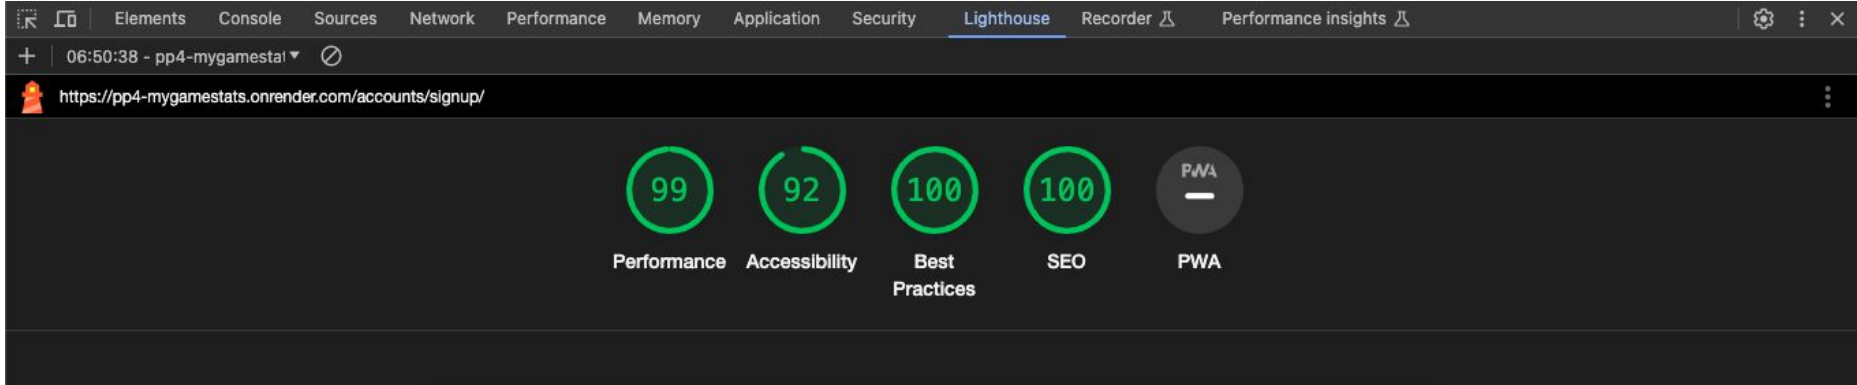 Elements Console Sources Network Performance Memory Application Security Lighthouse Recorder Performance insights
06:50:38 - pp4-mygamestat
https://pp4-mygamestats.onrender.com/accounts/signup/
99 92 100 100 PWA
Performance Accessibility Best Practices SEO PWA